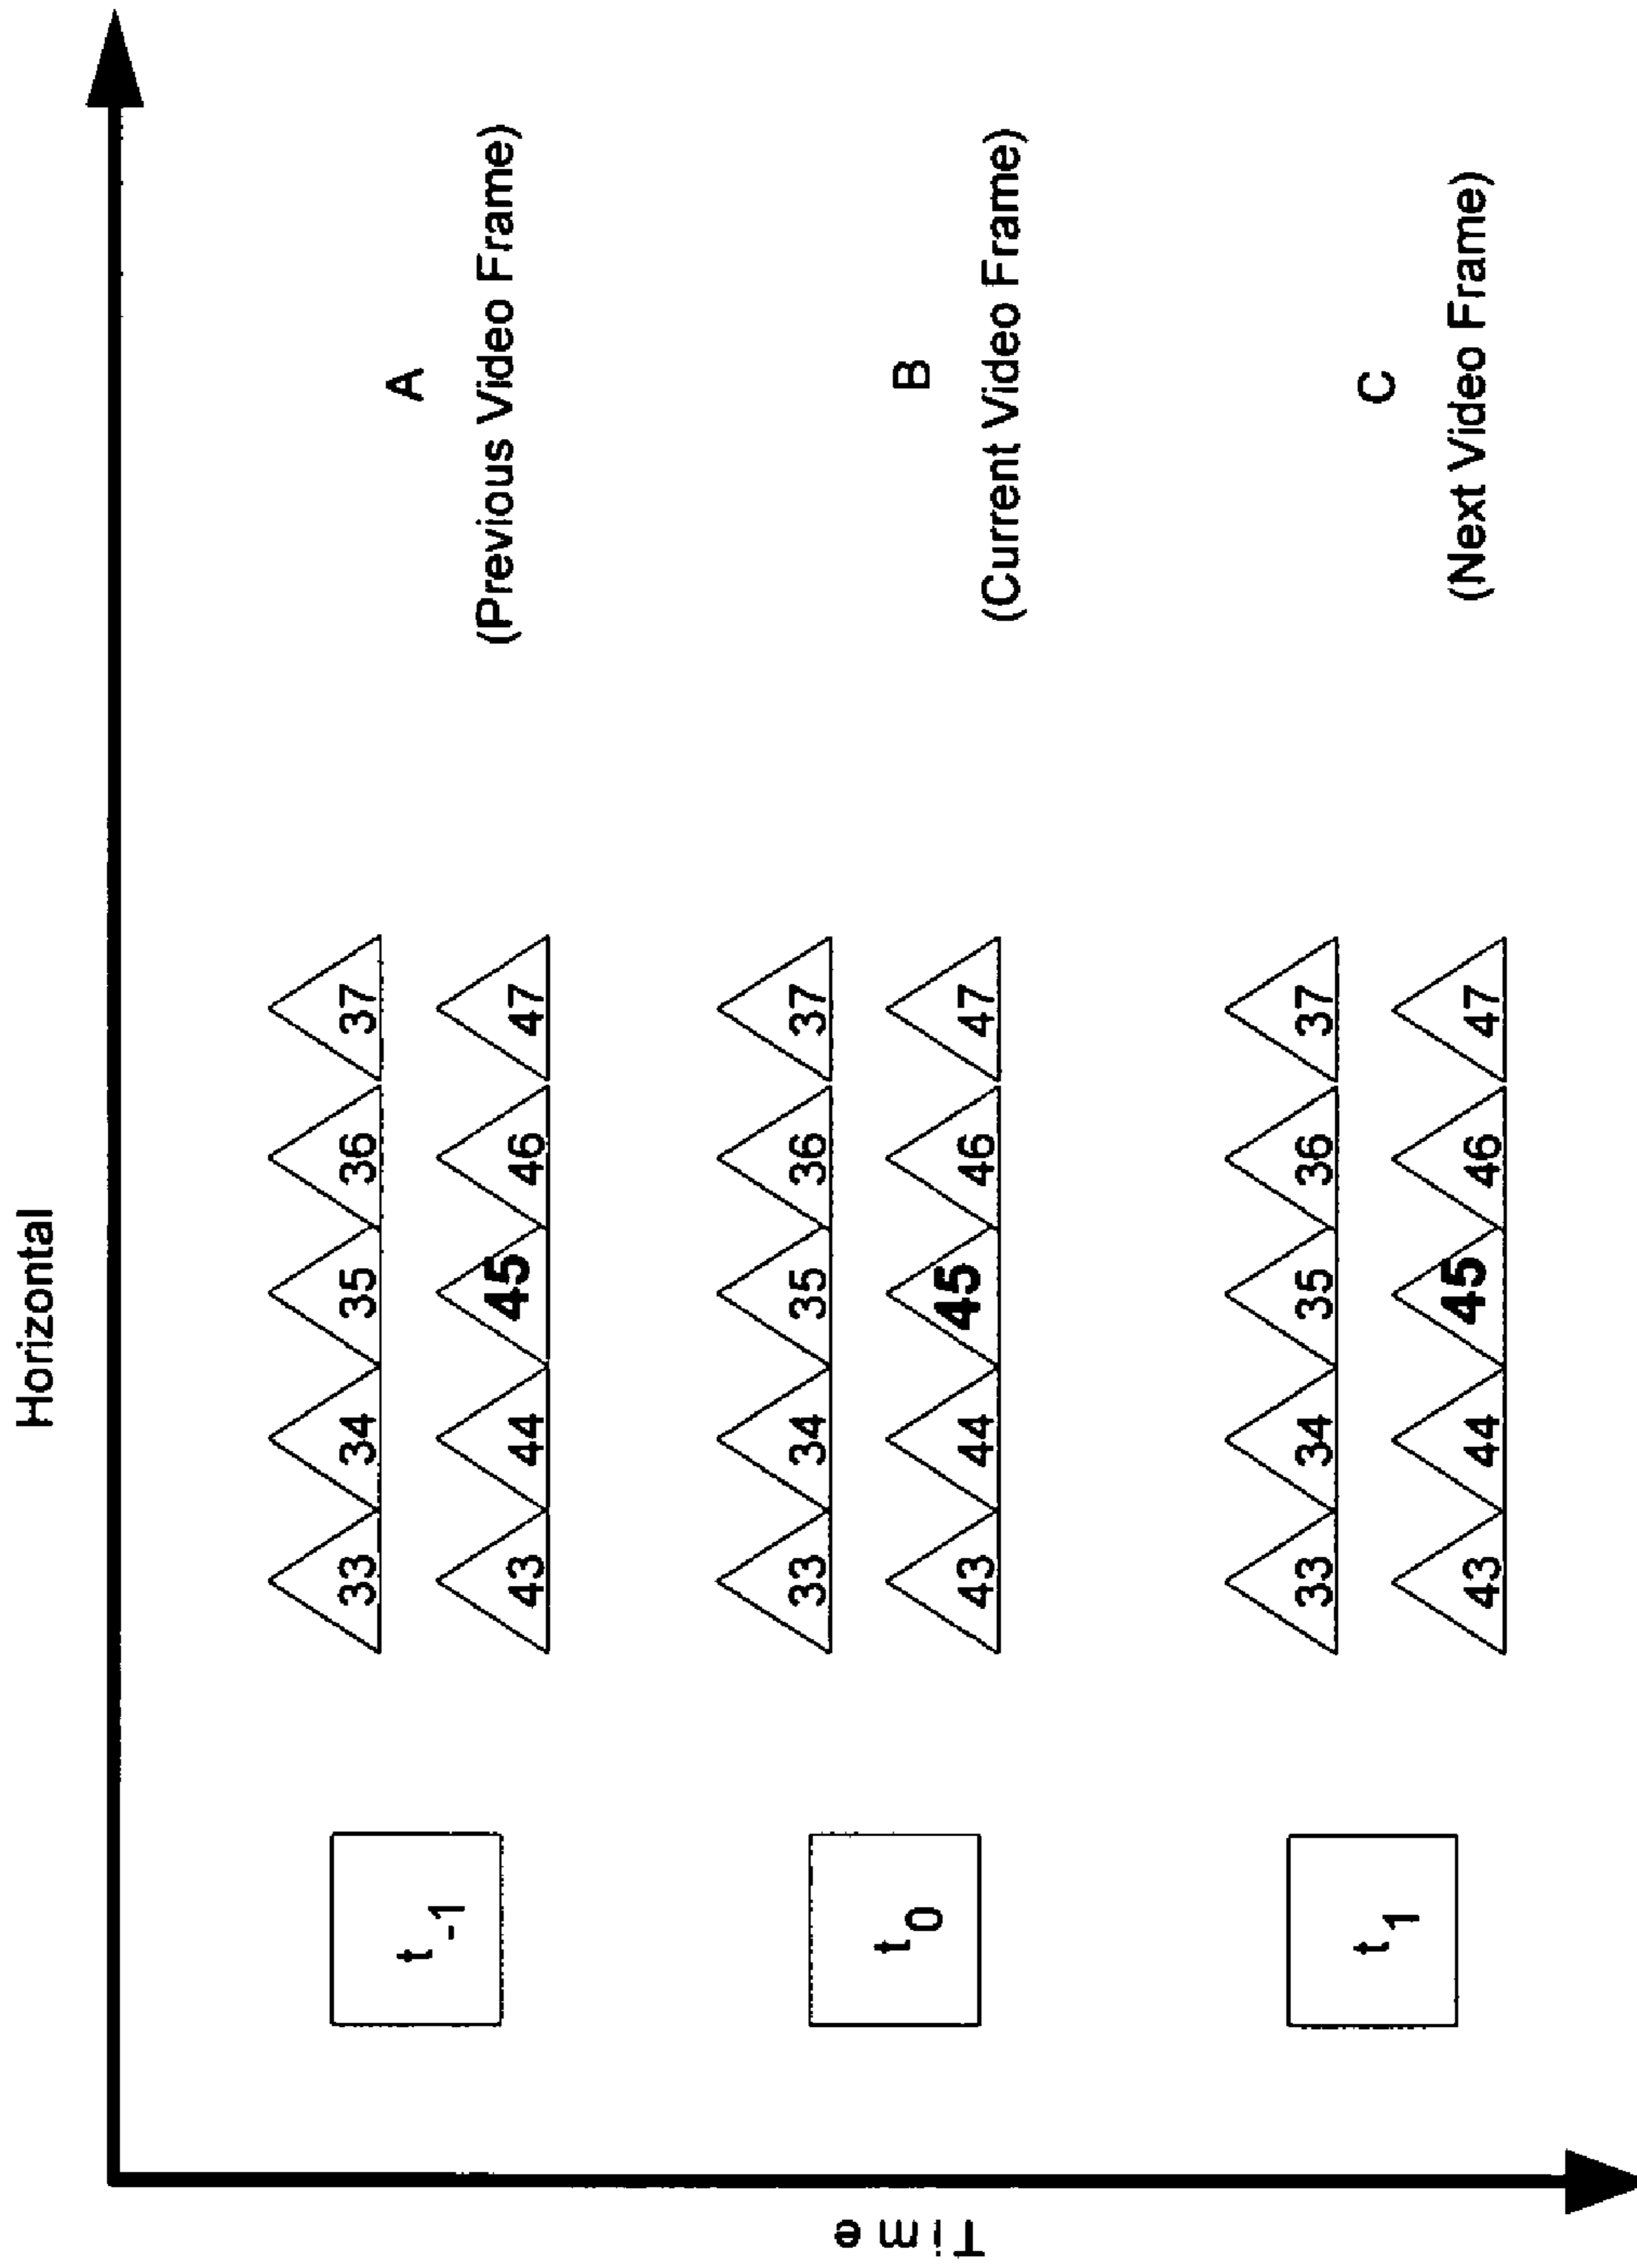 Horizontal
Time
t-1
33 34 35 36 37
43 44 45 46 47
A
(Previous Video Frame)
t0
33 34 35 36 37
43 44 45 46 47
B
(Current Video Frame)
t1
33 34 35 36 37
43 44 45 46 47
C
(Next Video Frame)